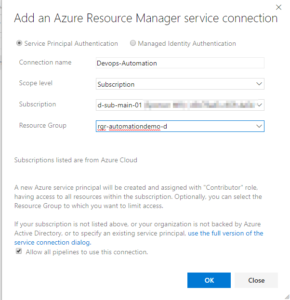 Add an Azure Resource Manager service connection
Service Principal Authentication Managed Identity Authentication
Connection name Devops-Automation
Scope level Subscription
Subscription d-sub-main-01
Resource Group rgr-automationdemo-d
Subscriptions listed are from Azure Cloud
A new Azure service principal will be created and assigned with "Contributor" role,
having access to all resources within the subscription. Optionally, you can select the
Resource Group to which you want to limit access.
If your subscription is not listed above, or your organization is not backed by Azure
Active Directory, or to specify an existing service principal, use the full version of the
service connection dialog.
Allow all pipelines to use this connection.
OK Close